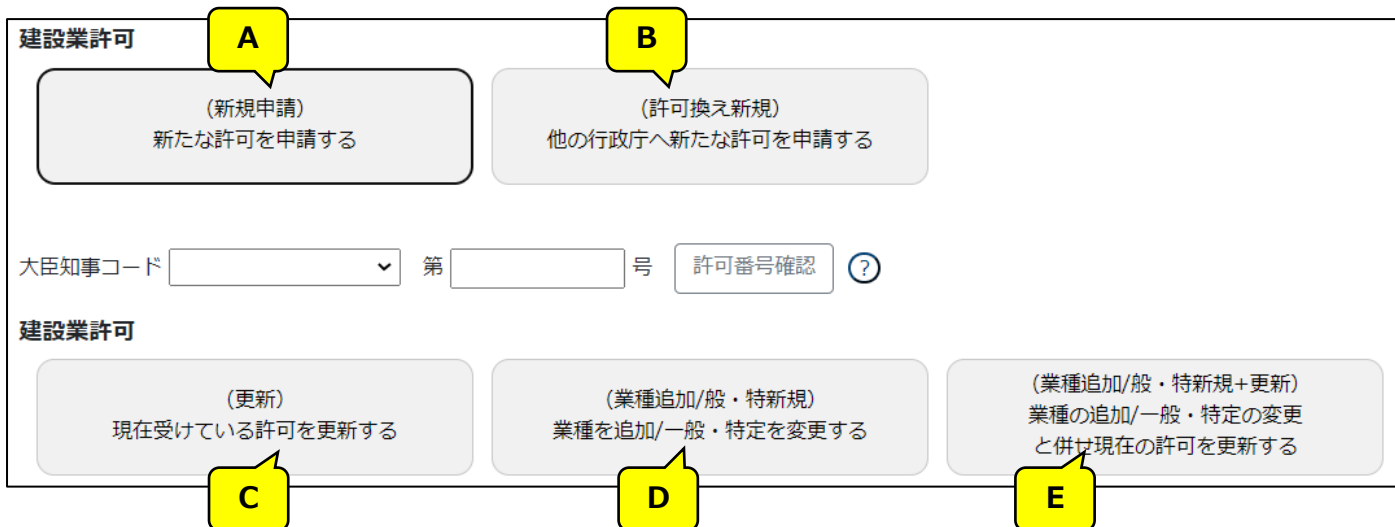 建設業許可
A
B
(新規申請)
新たな許可を申請する
(許可換え新規)
他の行政庁へ新たな許可を申請する
大臣知事コード 第 号 許可番号確認 ?
建設業許可
(更新)
現在受けている許可を更新する
(業種追加/般・特新規)
業種を追加/一般・特定を変更する
(業種追加/般・特新規+更新)
業種の追加/一般・特定の変更
と併せ現在の許可を更新する
C
D
E